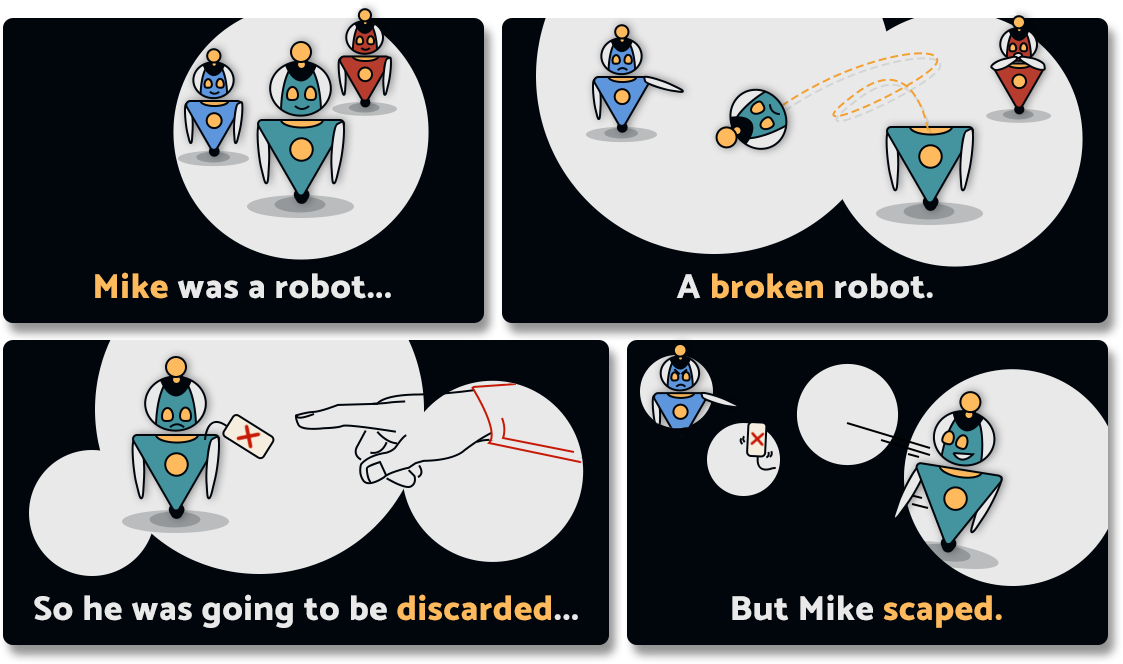 Mike was a robot...
A broken robot.
So he was going to be discarded...
But Mike scaped.